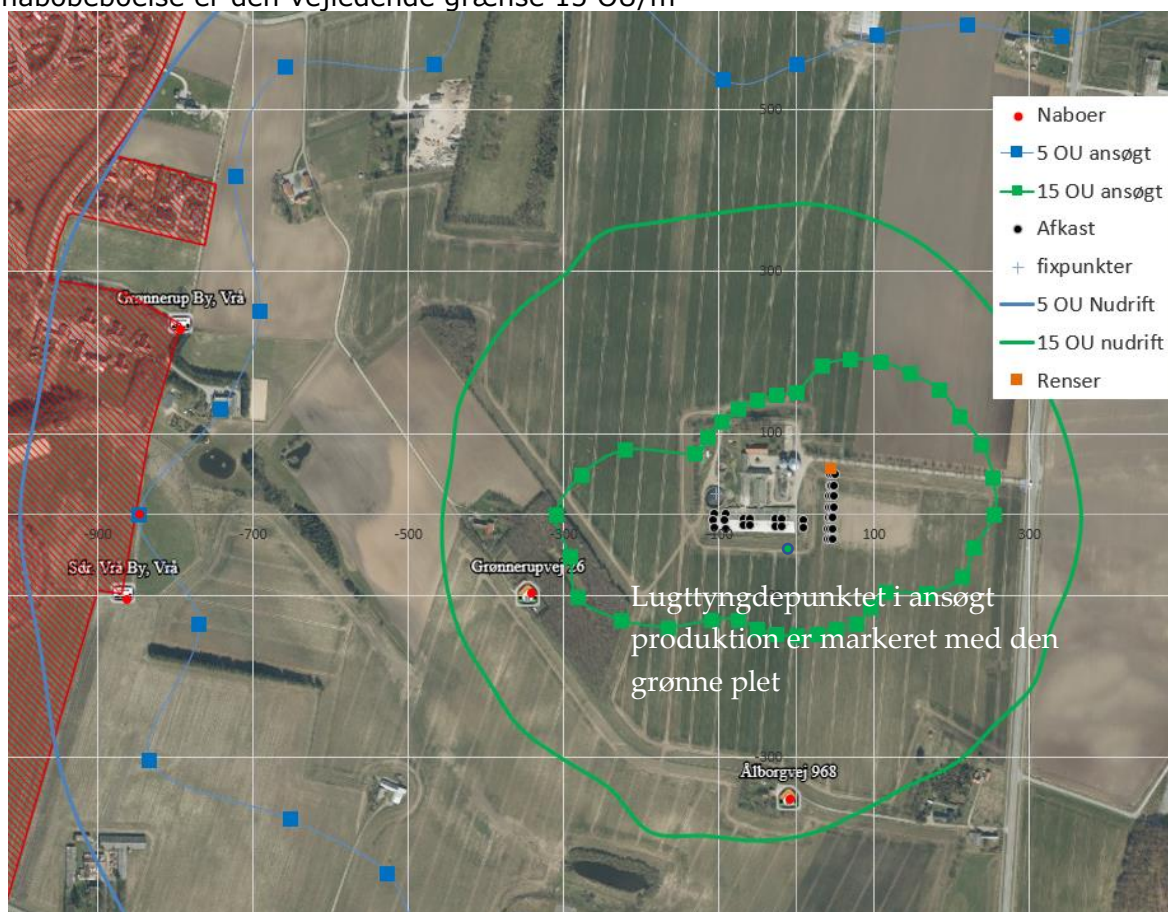 nabobeboelse er den vejledende grænse 15 OU/m
500
Naboer
5 OU ansøgt
15 OU ansøgt
Afkast
fixpunkter
5 OU Nudrift
15 OU nudrift
Renser
300
Grønnerup By, Vrå
100
-900
-700
-500
-300
-100
100
300
Sdr. Vrå By, Vrå
Grønnerupvej 26
Lugttyngdepunktet i ansøgt
produktion er markeret med den
grønne plet
-300
Ålborgvej 968